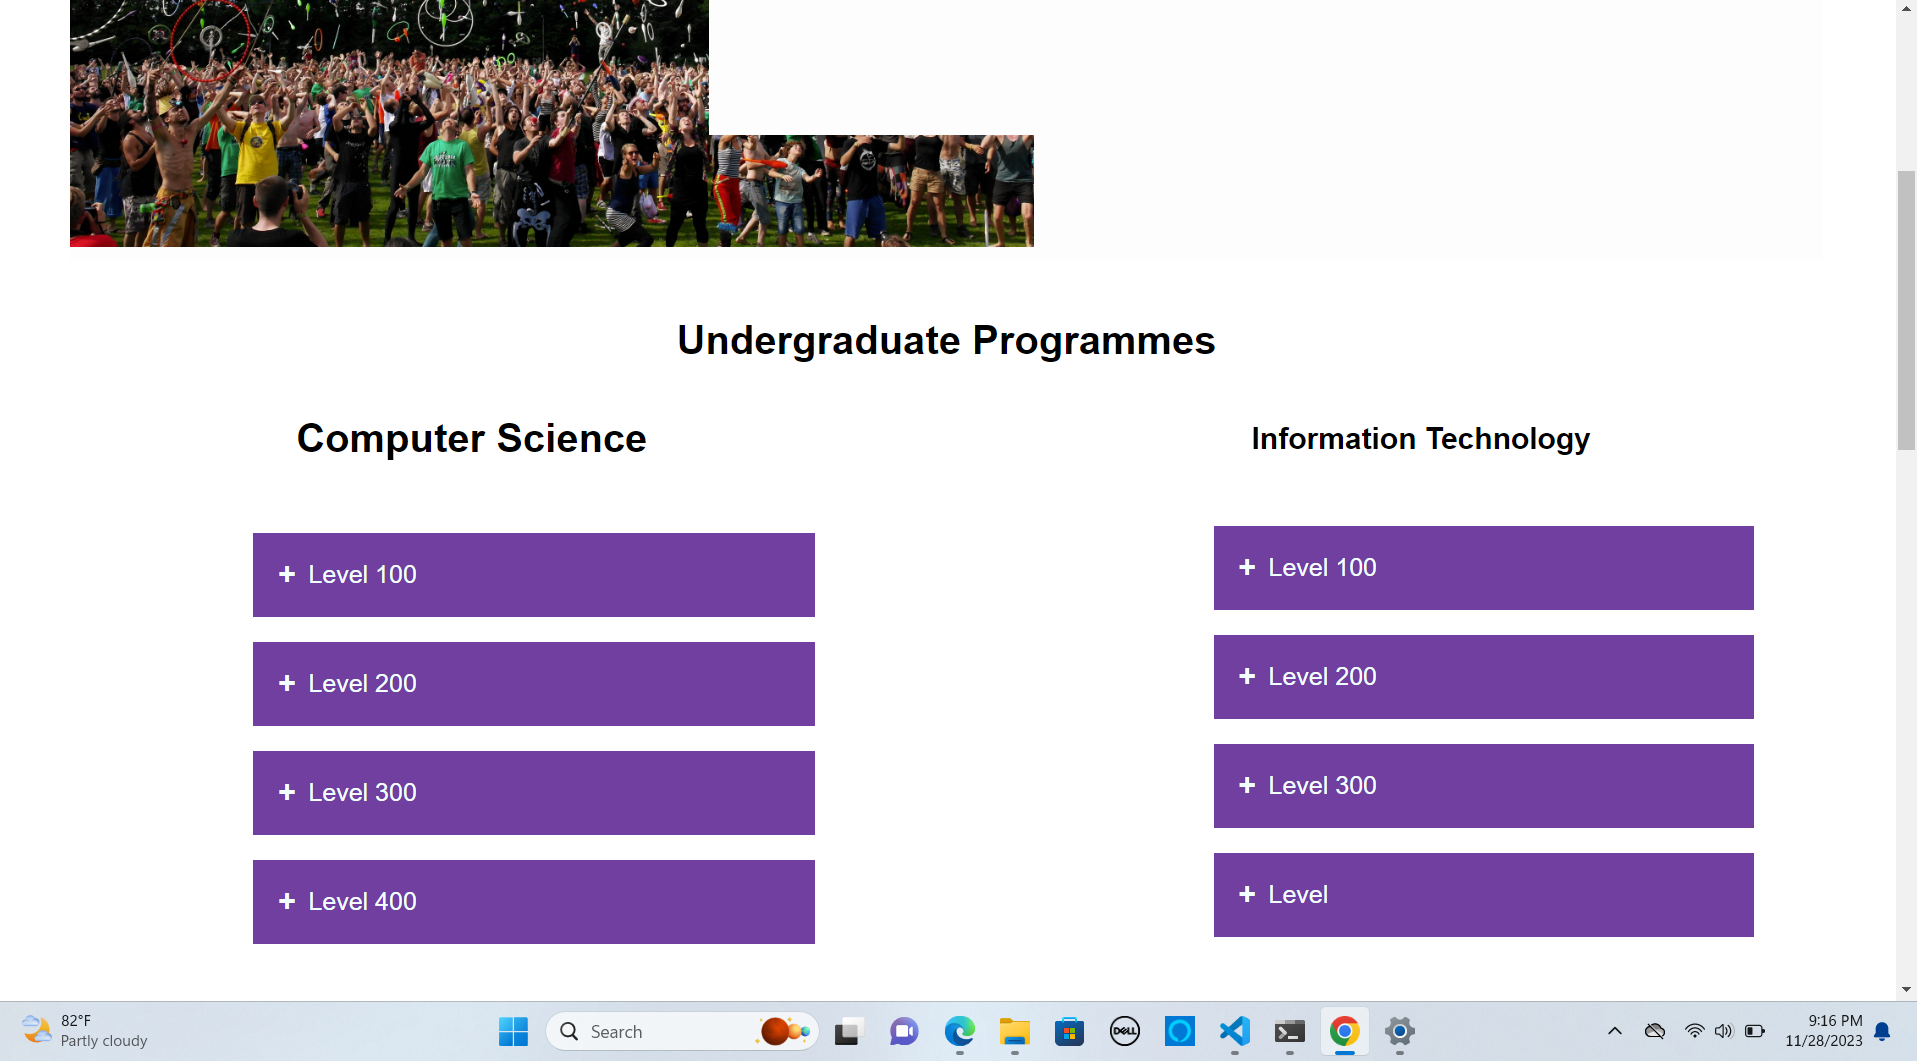 Undergraduate Programmes
Computer Science
Information Technology
+ Level 100
+ Level 200
+ Level 300
+ Level 400
+ Level 100
+ Level 200
+ Level 300
+ Level
82°F
Partly cloudy
Search
DELL
9:16 PM
11/28/2023